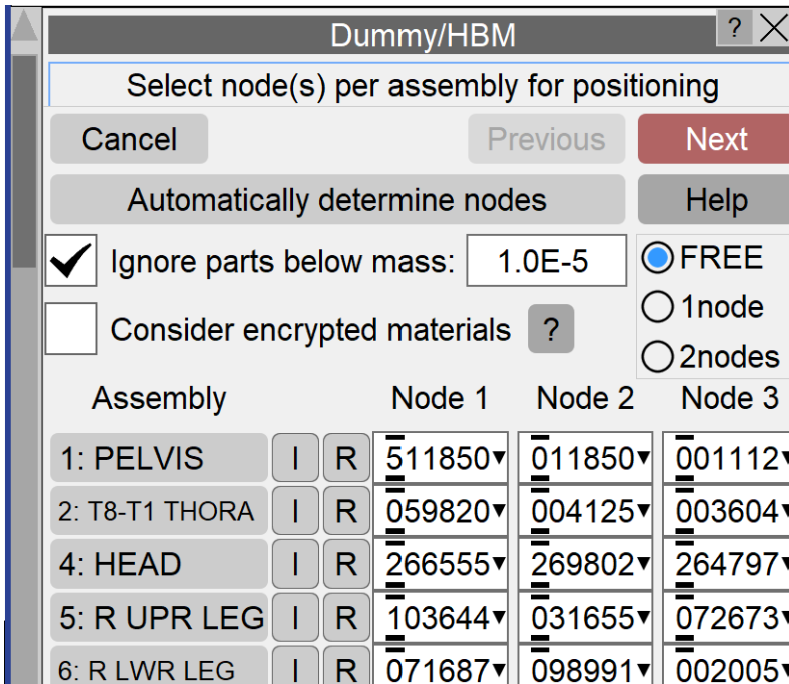 Dummy/HBM ?
Select node(s) per assembly for positioning
Cancel Previous Next
Automatically determine nodes Help
Ignore parts below mass: 1.0E-5 FREE
1node
Consider encrypted materials ?
2nodes
Assembly Node 1 Node 2 Node 3
1: PELVIS I R 511850 011850 001112
2: T8-T1 THORA I R 059820 004125 003604
4: HEAD I R 266555 269802 264797
5: R UPR LEG I R 103644 031655 072673
6: R LWR LEG I R 071687 098991 002005